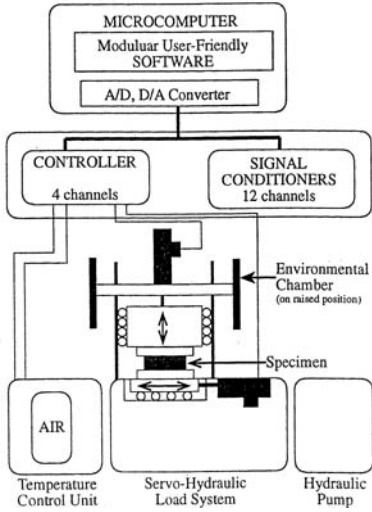 MICROCOMPUTER
Moduluar User-Friendly
SOFTWARE
A/D, D/A Converter
CONTROLLER
4 channels
SIGNAL
CONDITIONERS
12 channels
Environmental
Chamber
(on raised position)
Specimen
AIR
Temperature
Control Unit
Servo-Hydraulic
Load System
Hydraulic
Pump